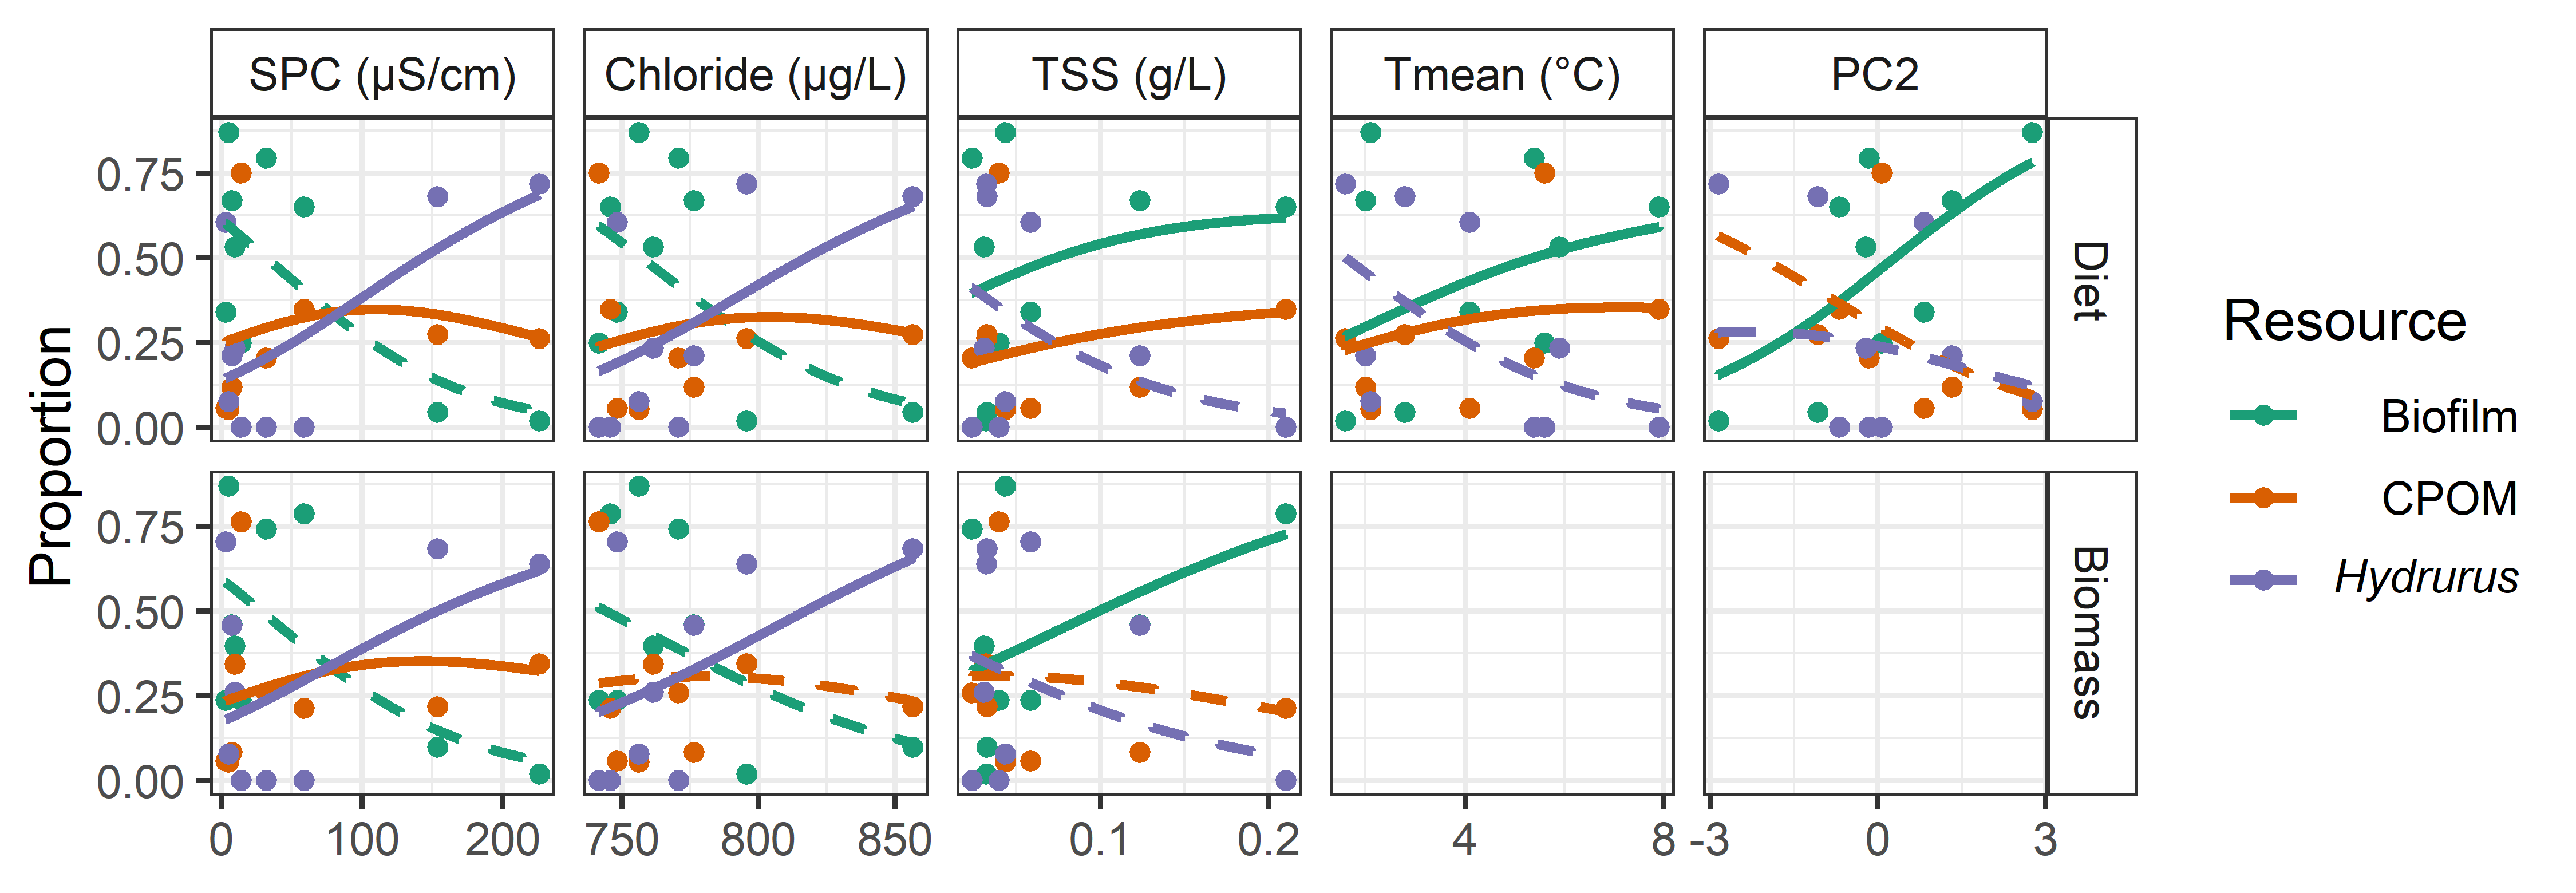 SPC (µS/cm) Chloride (µg/L) TSS (g/L) Tmean (°C) PC2
Proportion
0.75
0.50
0.25
0.00
Diet
0.75
0.50
0.25
0.00
Biomass
0 100 200 750 800 850 0.1 0.2 4 8 -3 0 3
Resource
Biofilm
CPOM
Hydrurus